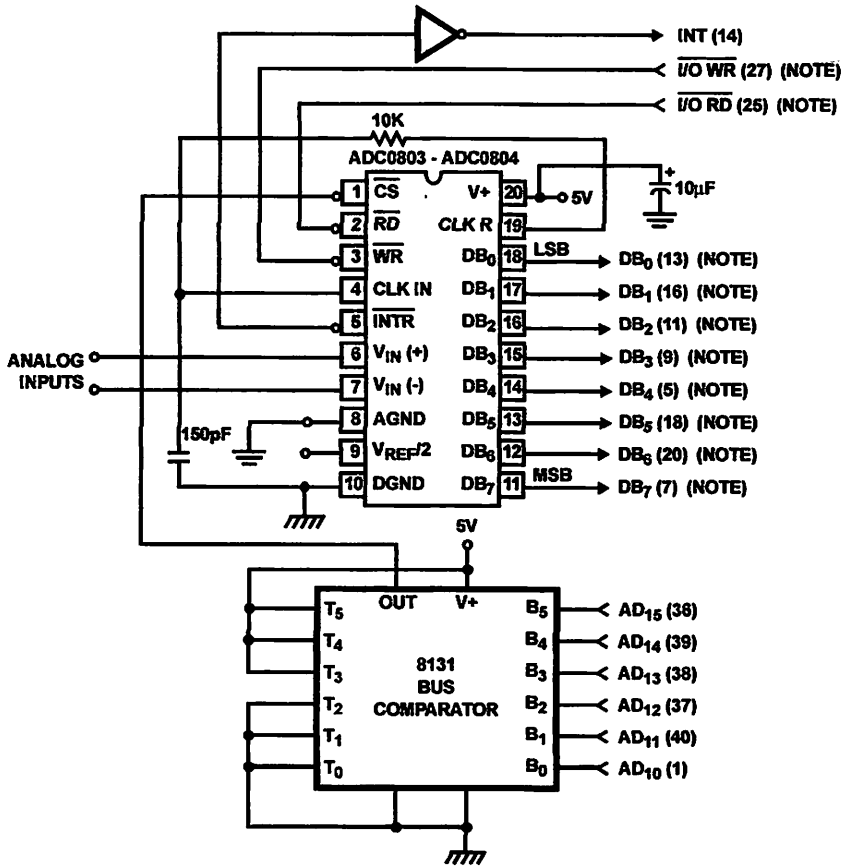 INT (14)
I/O WR (27) (NOTE)
I/O RD (25) (NOTE)
10K
ADC0803 - ADC0804
1 CS V+ 20 5V + 10µF
2 RD CLK R 19
3 WR DB0 18 LSB DB0 (13) (NOTE)
4 CLK IN DB1 17 DB1 (16) (NOTE)
5 INTR DB2 16 DB2 (11) (NOTE)
ANALOG INPUTS
6 VIN (+) DB3 15 DB3 (9) (NOTE)
7 VIN (-) DB4 14 DB4 (5) (NOTE)
8 AGND DB5 13 DB5 (18) (NOTE)
150pF
9 VREF/2 DB6 12 DB6 (20) (NOTE)
10 DGND DB7 11 MSB DB7 (7) (NOTE)
5V
OUT V+
T5 B5 AD15 (36)
T4 B4 AD14 (39)
T3 B3 AD13 (38)
8131
BUS
COMPARATOR
T2 B2 AD12 (37)
T1 B1 AD11 (40)
T0 B0 AD10 (1)